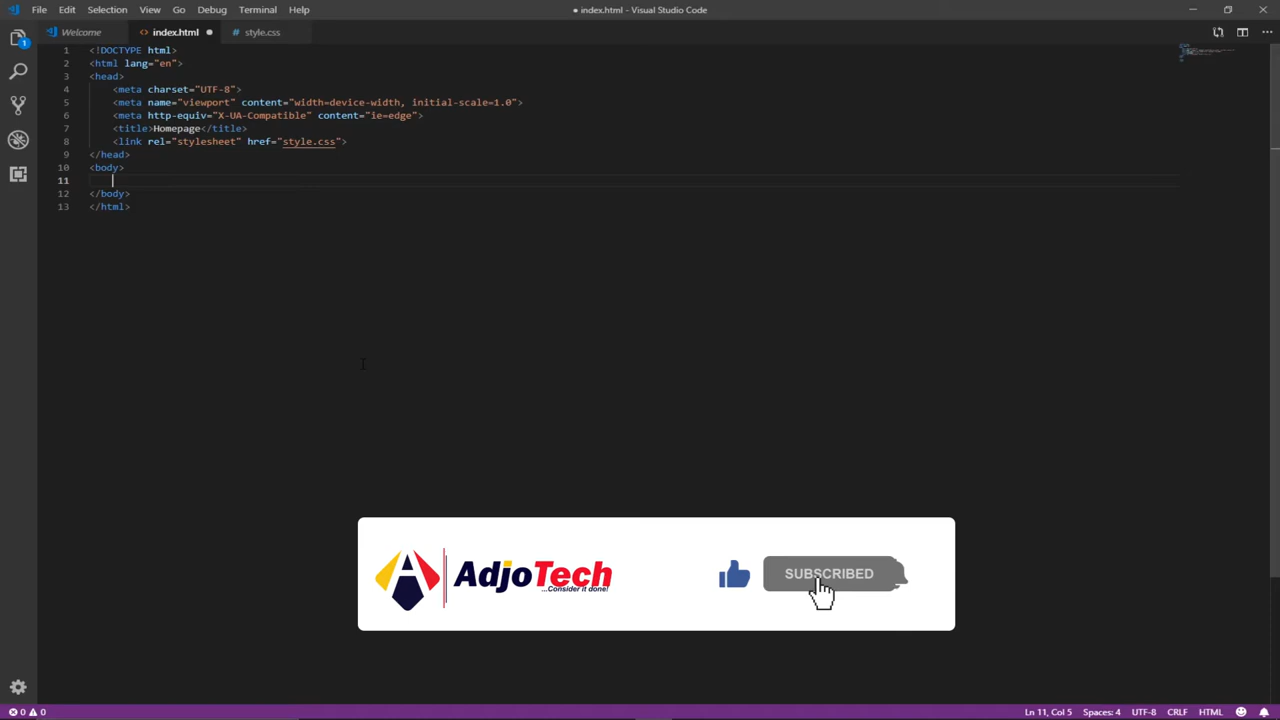 File Edit Selection View Go Debug Terminal Help
● index.html - Visual Studio Code
Welcome
<> index.html ●
# style.css
1 <!DOCTYPE html>
2 <html lang="en">
3 <head>
4 <meta charset="UTF-8">
5 <meta name="viewport" content="width=device-width, initial-scale=1.0">
6 <meta http-equiv="X-UA-Compatible" content="ie=edge">
7 <title>Homepage</title>
8 <link rel="stylesheet" href="style.css">
9 </head>
10 <body>
11
12 </body>
13 </html>
1
AdjoTech
...Consider it done!
SUBSCRIBED
0 0
Ln 11, Col 5 Spaces: 4 UTF-8 CRLF HTML